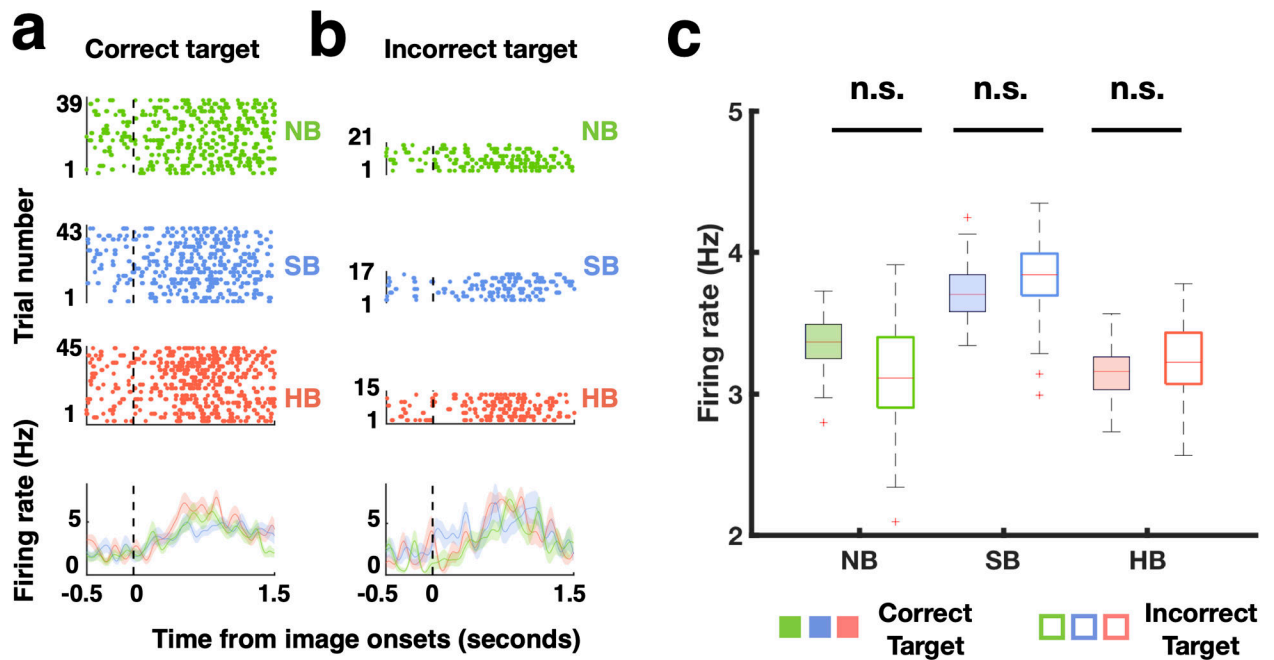 a
Correct target
b
Incorrect target
c
Trial number
39
1
NB
21
1
NB
43
1
SB
17
1
SB
45
1
HB
15
1
HB
Firing rate (Hz)
5
0
-0.5
0
1.5
5
0
-0.5
0
1.5
Time from image onsets (seconds)
n.s.
n.s.
n.s.
Firing rate (Hz)
5
4
3
2
NB
SB
HB
Correct
Target
Incorrect
Target